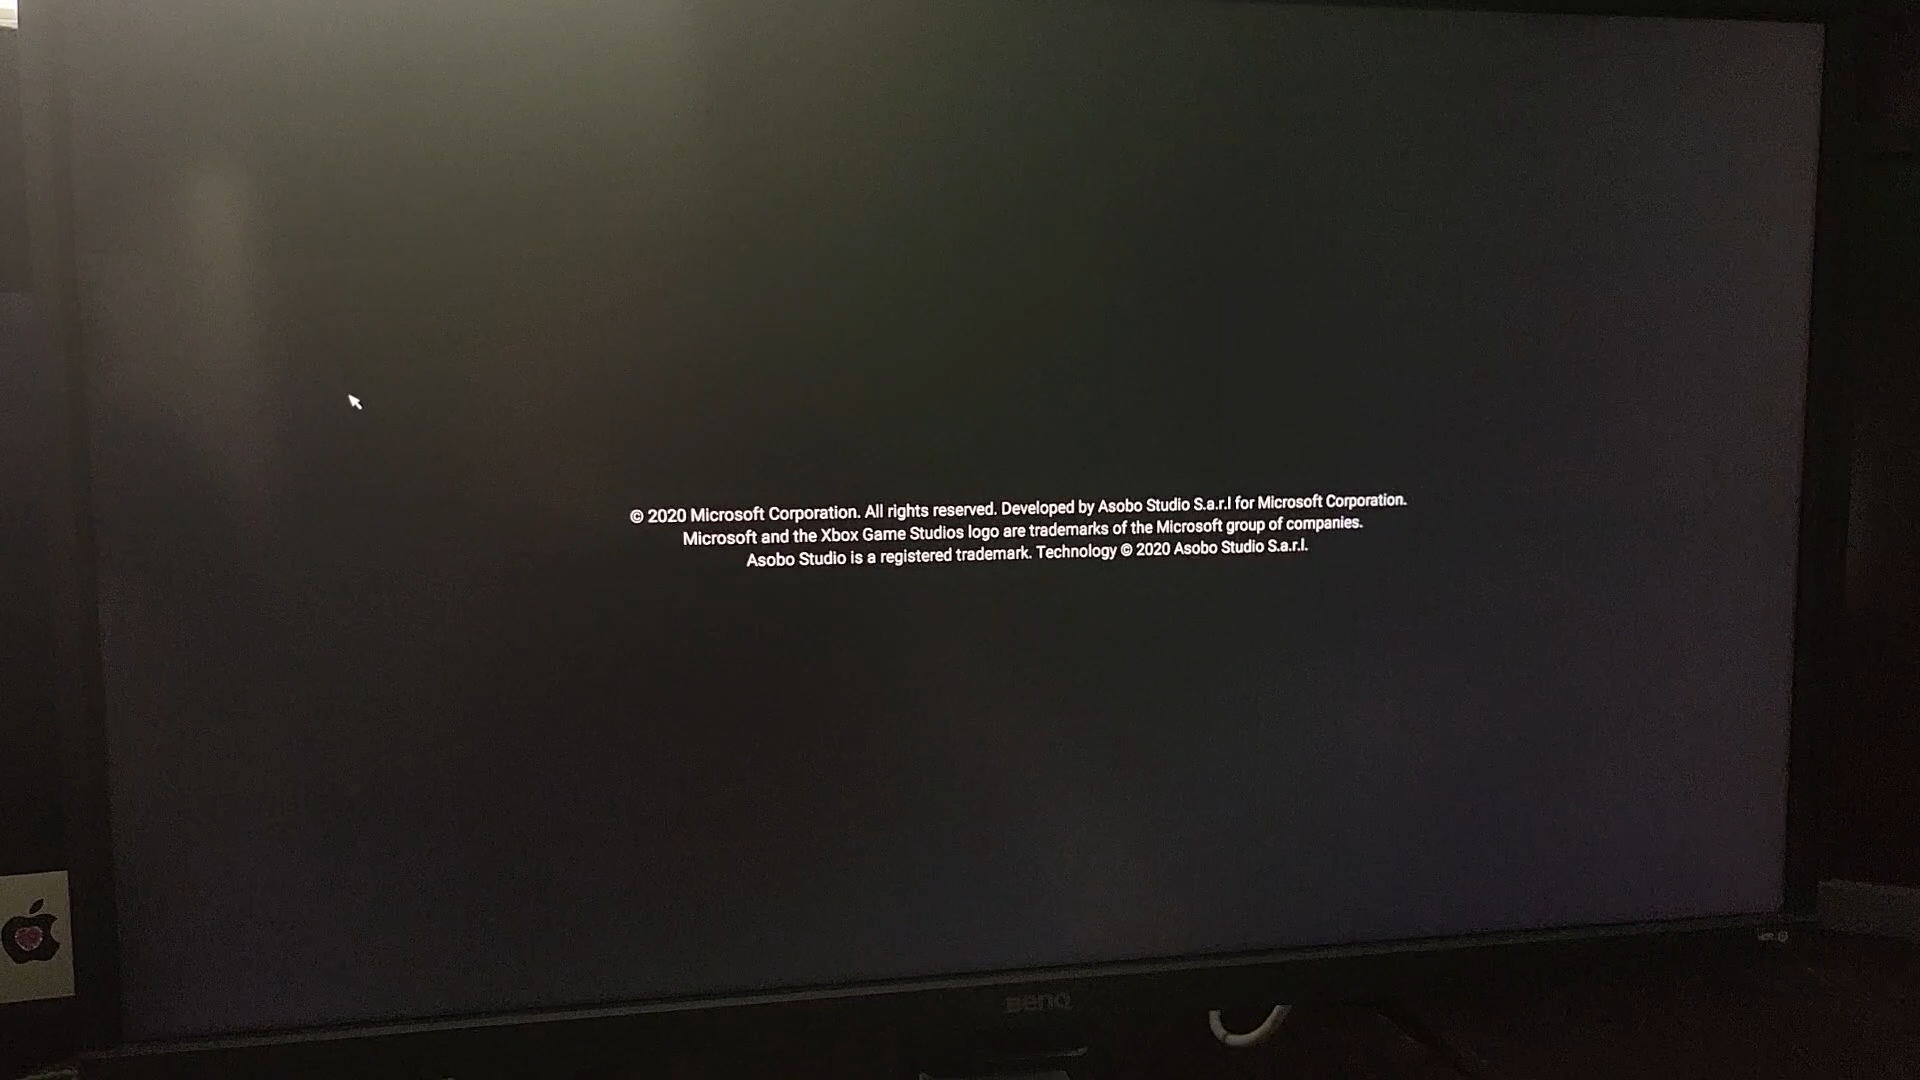 © 2020 Microsoft Corporation. All rights reserved. Developed by Asobo Studio S.a.r.l for Microsoft Corporation.
Microsoft and the Xbox Game Studios logo are trademarks of the Microsoft group of companies.
Asobo Studio is a registered trademark. Technology © 2020 Asobo Studio S.a.r.l.
BenQ